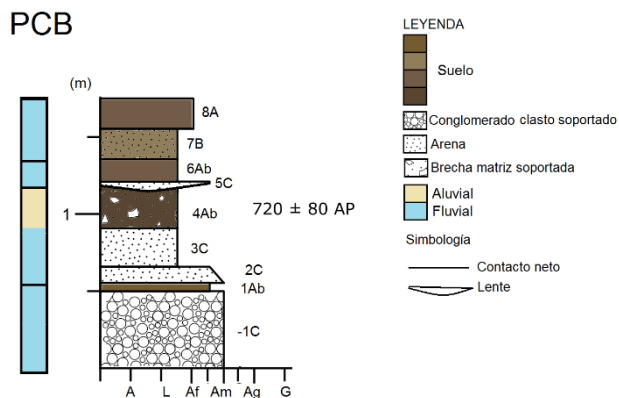 PCB
(m)
1
8A
7B
6Ab
5C
4Ab
3C
2C
1Ab
-1C
720 ± 80 AP
A L Af Am Ag G
LEYENDA
Suelo
Conglomerado clasto soportado
Arena
Brecha matriz soportada
Aluvial
Fluvial
Simbología
Contacto neto
Lente